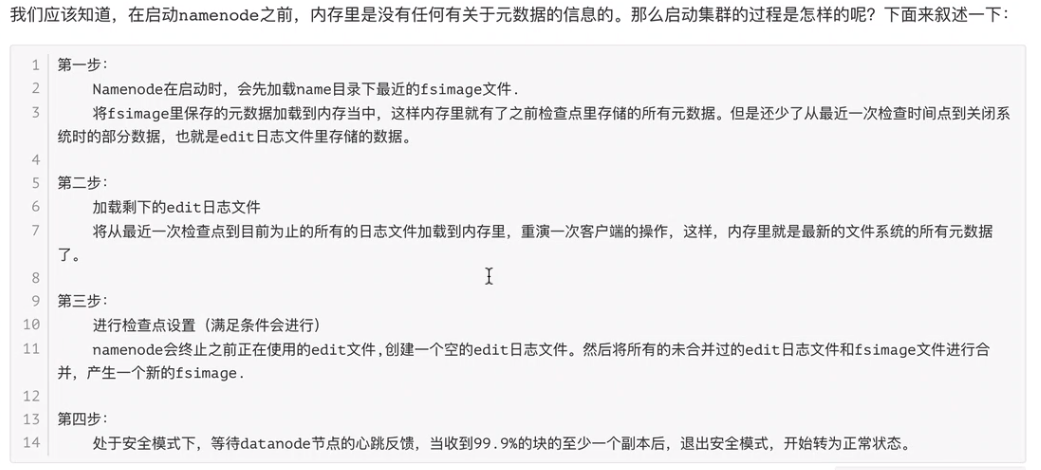 我们应该知道，在启动namenode之前，内存里是没有任何有关于元数据的信息的。那么启动集群的过程是怎样的呢？下面来叙述一下：
1 第一步：
2 Namenode在启动时，会先加载name目录下最近的fsimage文件.
3 将fsimage里保存的元数据加载到内存当中，这样内存里就有了之前检查点里存储的所有元数据。但是还少了从最近一次检查时间点到关闭系
统时的部分数据，也就是edit日志文件里存储的数据。
4
5 第二步：
6 加载剩下的edit日志文件
7 将从最近一次检查点到目前为止的所有的日志文件加载到内存里，重演一次客户端的操作，这样，内存里就是最新的文件系统的所有元数据
了。
8
9 第三步：
10 进行检查点设置（满足条件会进行）
11 namenode会终止之前正在使用的edit文件,创建一个空的edit日志文件。然后将所有的未合并过的edit日志文件和fsimage文件进行合
并，产生一个新的fsimage.
12
13 第四步：
14 处于安全模式下，等待datanode节点的心跳反馈，当收到99.9%的块的至少一个副本后，退出安全模式，开始转为正常状态。